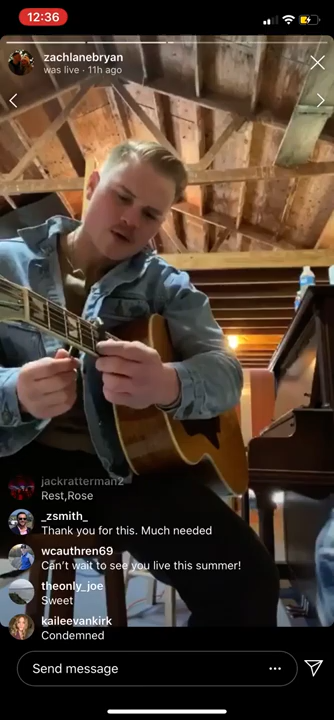 12:36
zachlanebryan
was live · 11h ago
jackratterman2
Rest,Rose
_zsmith_
Thank you for this. Much needed
wcauthren69
Can't wait to see you live this summer!
theonly_joe
Sweet
kaileevankirk
Condemned
Send message